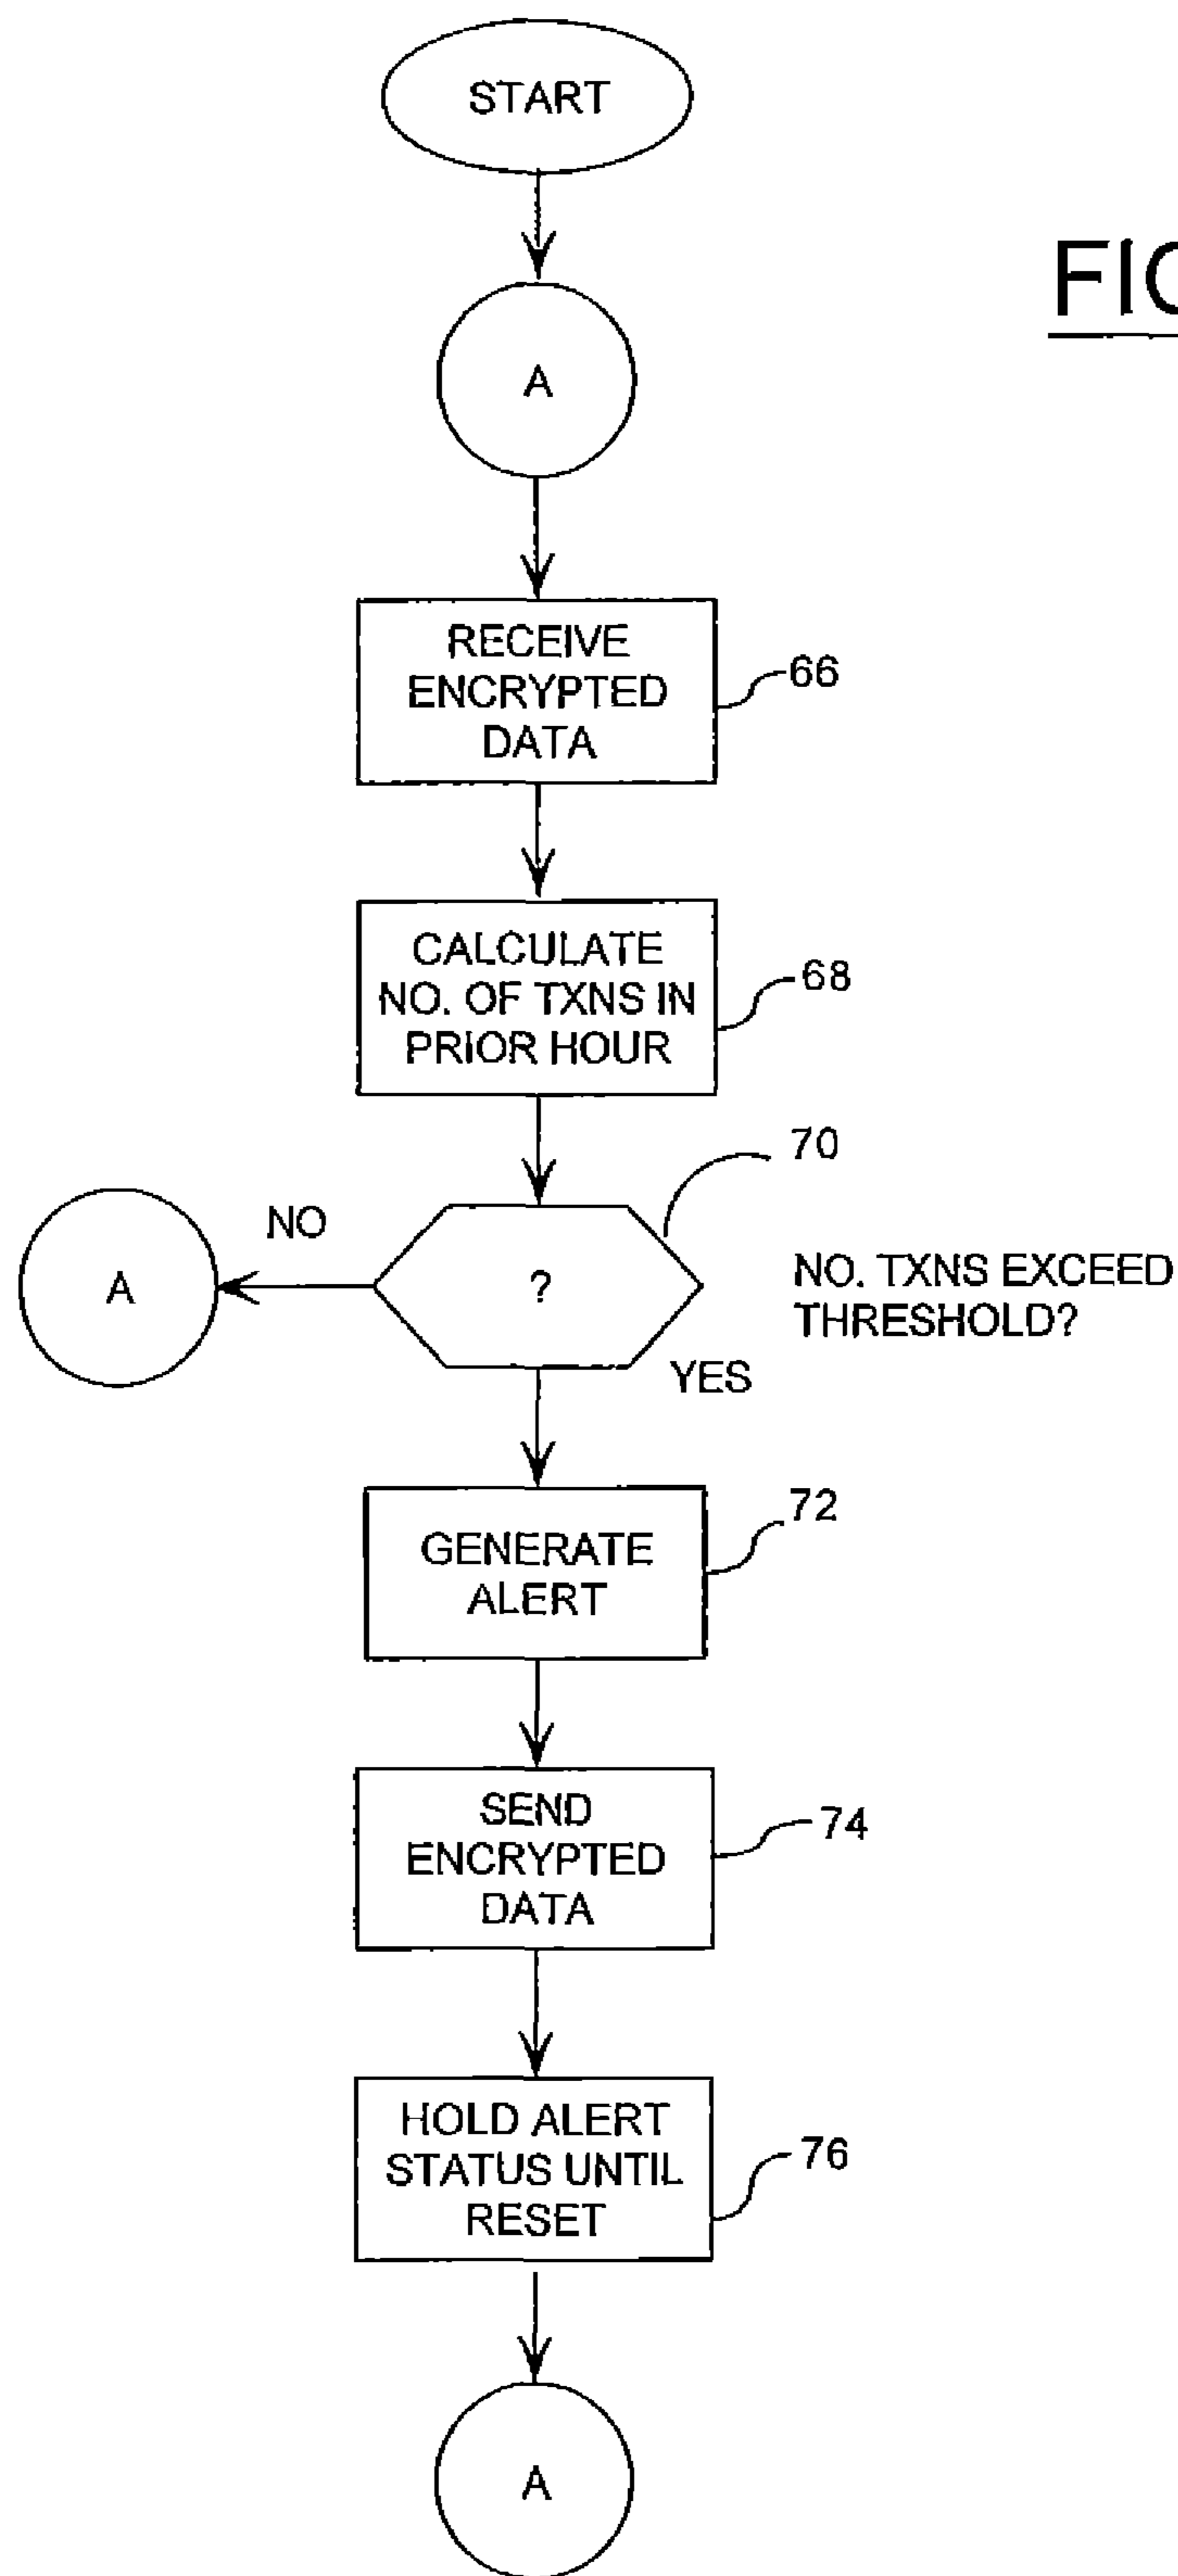 START
FIG
A
RECEIVE
ENCRYPTED
DATA
66
CALCULATE
NO. OF TXNS IN
PRIOR HOUR
68
70
NO
A
?
NO. TXNS EXCEED
THRESHOLD?
YES
GENERATE
ALERT
72
SEND
ENCRYPTED
DATA
74
HOLD ALERT
STATUS UNTIL
RESET
76
A